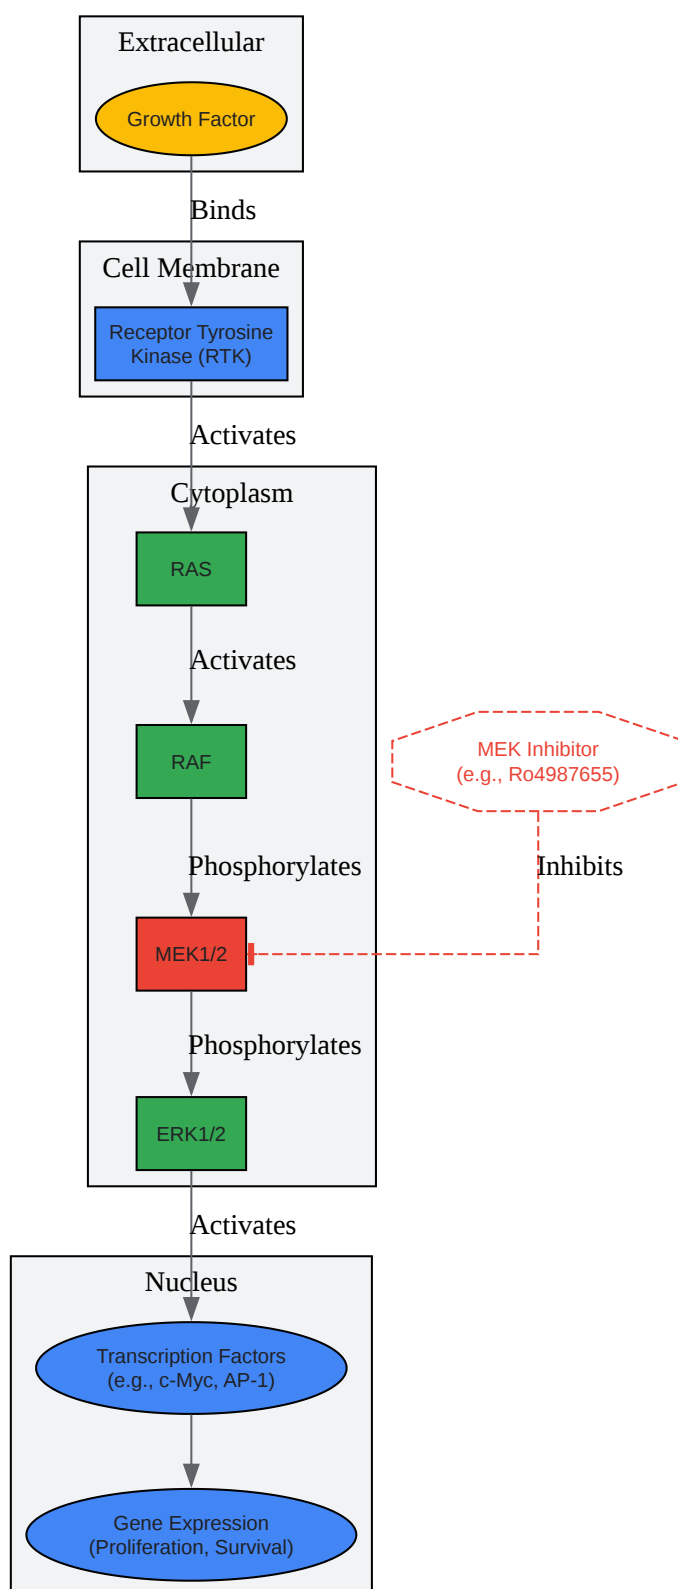 Extracellular
Growth Factor
Binds
Cell Membrane
Receptor Tyrosine
Kinase (RTK)
Activates
Cytoplasm
RAS
Activates
RAF
MEK Inhibitor
(e.g., Ro4987655)
Phosphorylates
Inhibits
MEK1/2
Phosphorylates
ERK1/2
Activates
Nucleus
Transcription Factors
(e.g., c-Myc, AP-1)
Gene Expression
(Proliferation, Survival)